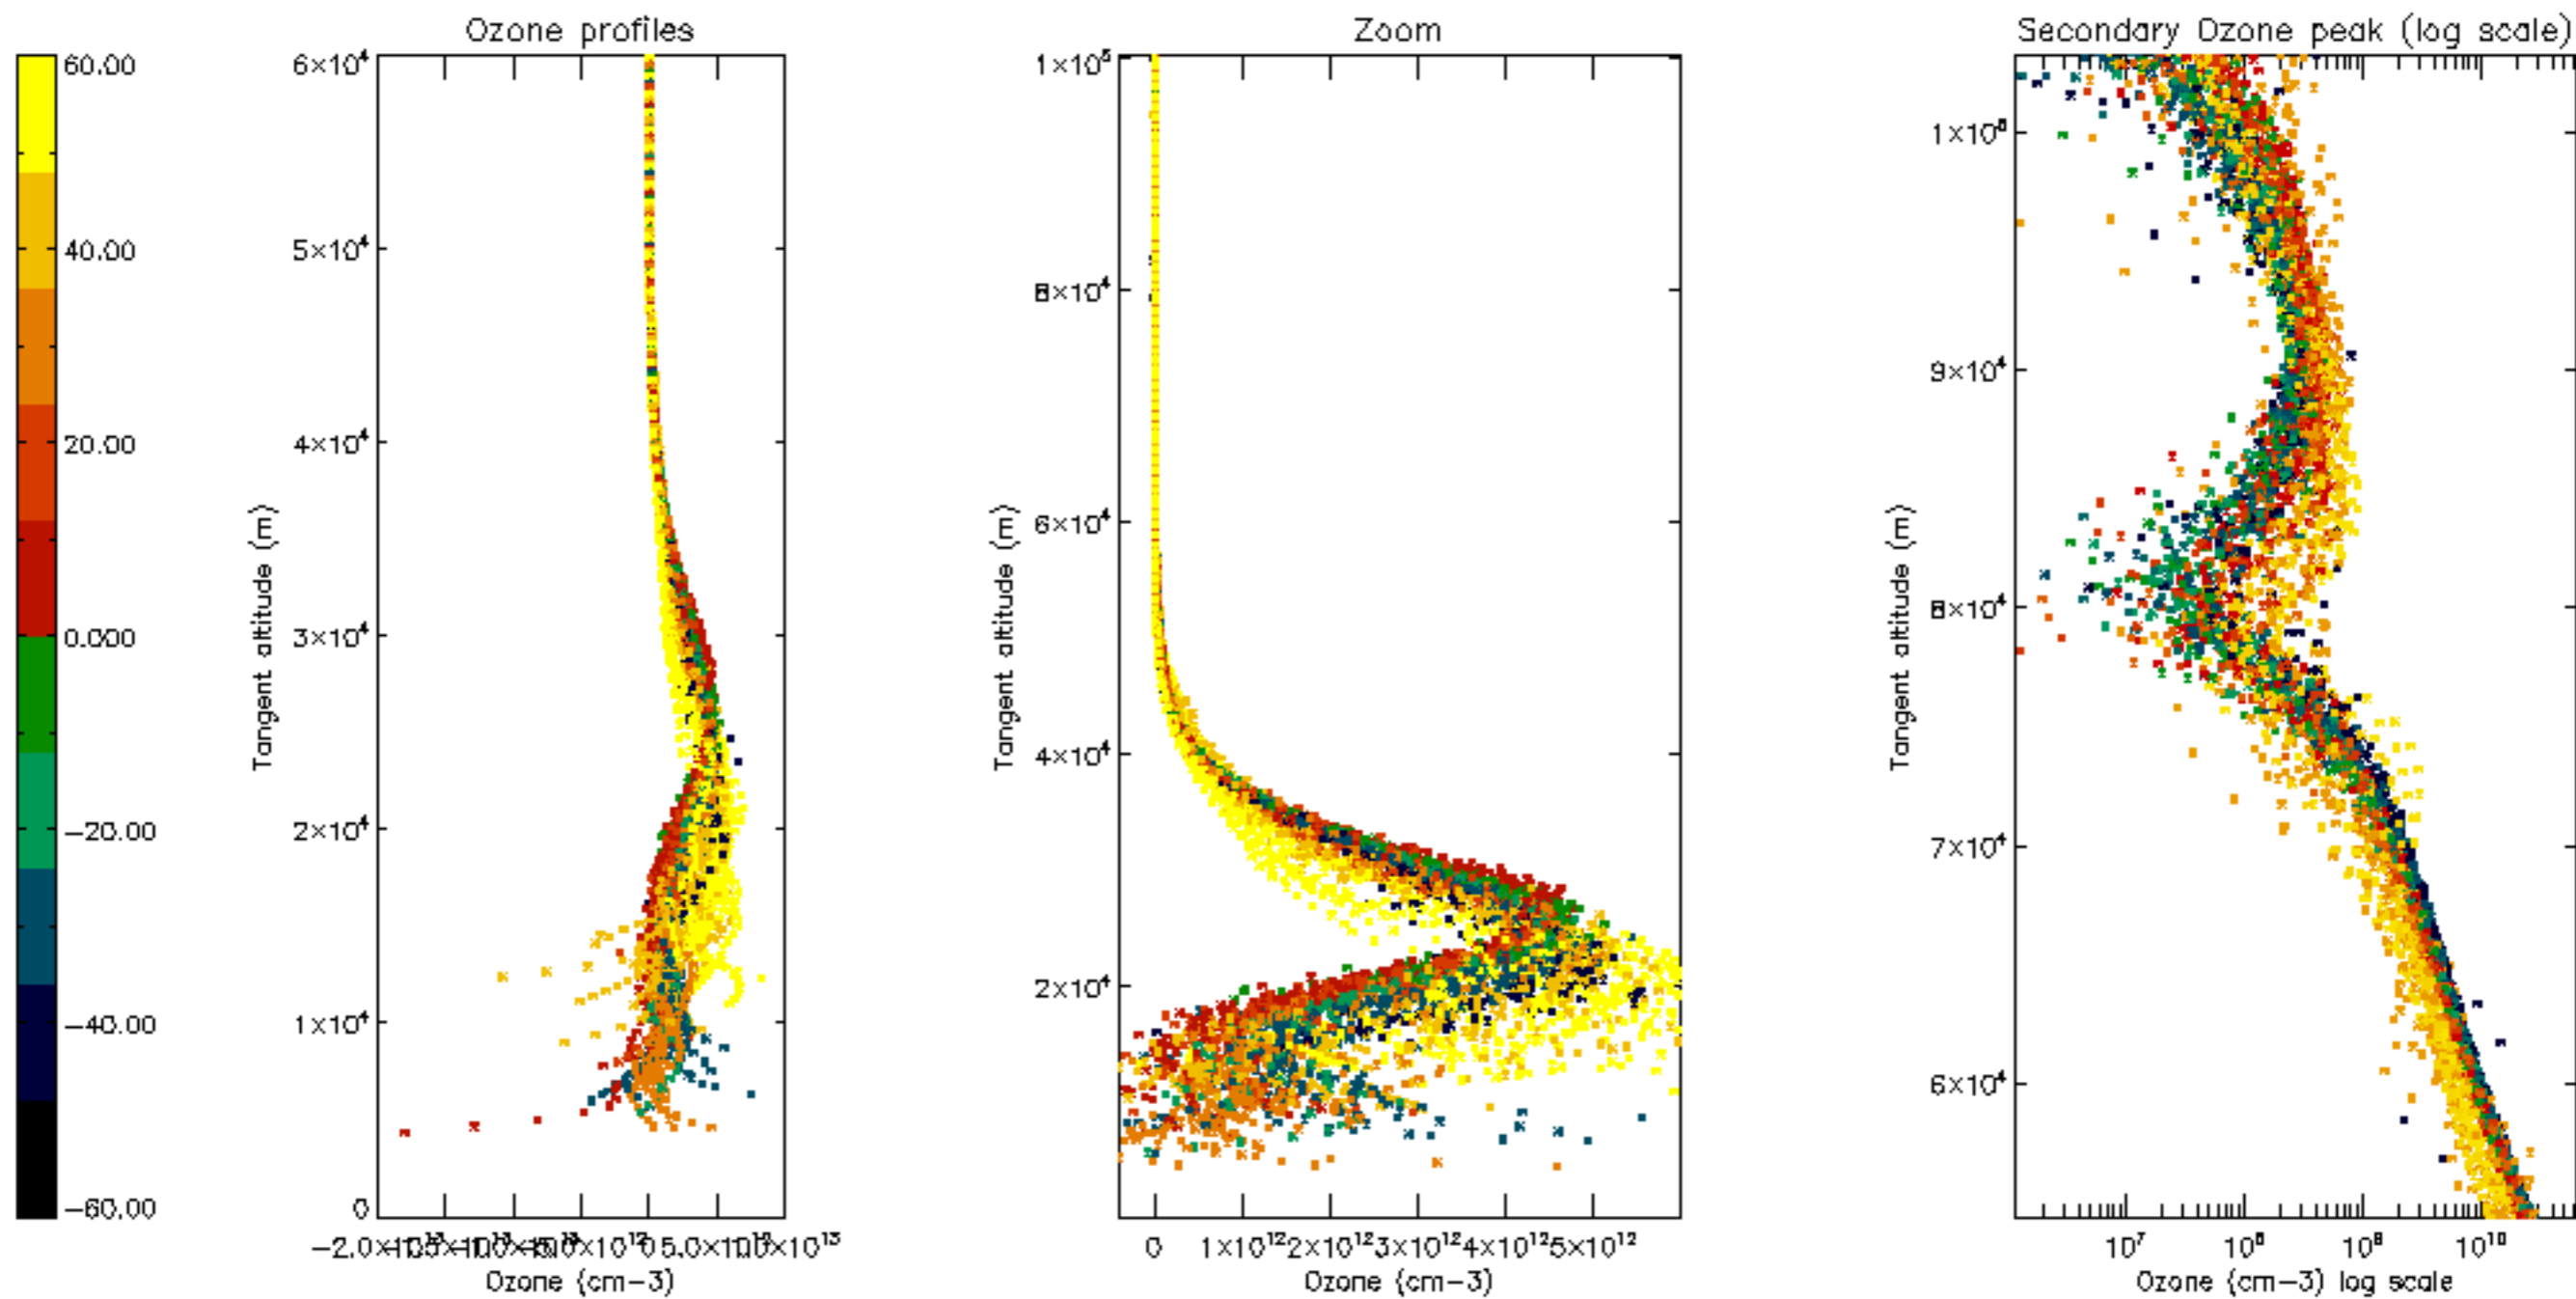 Ozone profiles
Zoom
Secondary Ozone peak (log scale)
60.00
40.00
20.00
0.000
−20.00
−40.00
−60.00
6×10⁴
5×10⁴
4×10⁴
3×10⁴
2×10⁴
1×10⁴
0
Tangent altitude (m)
5.0×10
×10¹³
Ozone (cm−3)
1×10⁵
8×10⁴
6×10⁴
4×10⁴
2×10⁴
Tangent altitude (m)
0 1×10¹² 2×10¹² 3×10¹² 4×10¹² 5×10¹²
Ozone (cm−3)
9×10⁴
8×10⁴
7×10⁴
6×10⁴
Tangent altitude (m)
10⁷ 10⁸ 10⁹ 10¹⁰
Ozone (cm−3) log scale